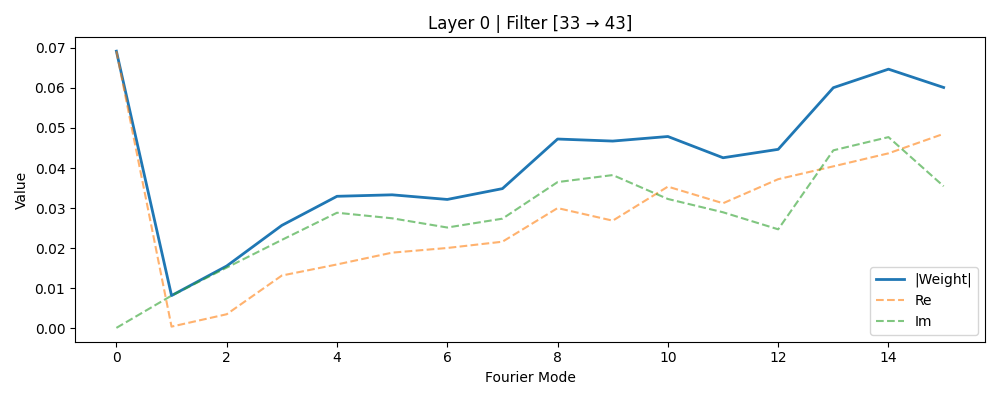 Layer 0 | Filter [33 → 43]
Value
0.07
0.06
0.05
0.04
0.03
0.02
0.01
0.00
|Weight|
Re
Im
0 2 4 6 8 10 12 14
Fourier Mode